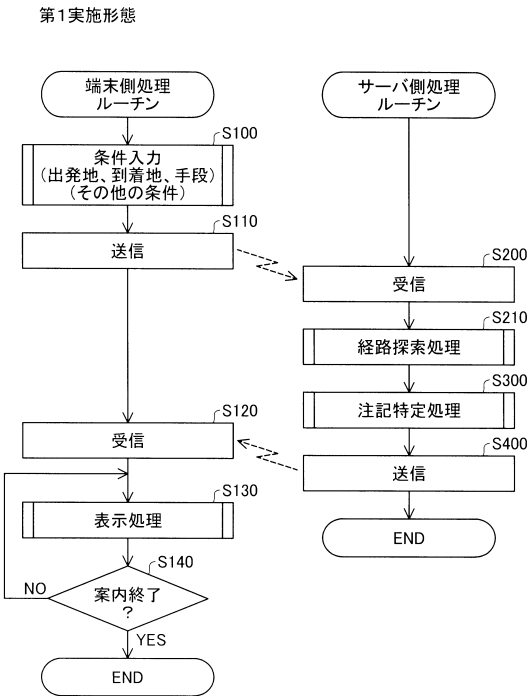 第1実施形態
端末側処理
ルーチン
S100
条件入力
(出発地、到着地、手段)
(その他の条件)
S110
送信
S120
受信
S130
表示処理
S140
案内終了
?
NO
YES
END
サーバ側処理
ルーチン
S200
受信
S210
経路探索処理
S300
注記特定処理
S400
送信
END